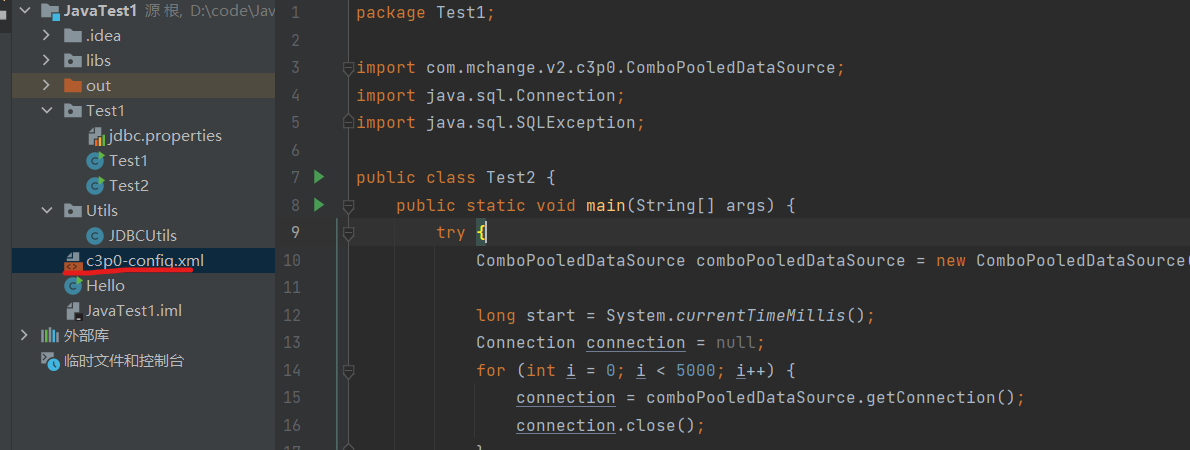 JavaTest1 源根, D:\code\Jav
.idea
libs
out
Test1
jdbc.properties
Test1
Test2
Utils
JDBCUtils
c3p0-config.xml
Hello
JavaTest1.iml
外部库
临时文件和控制台
1 package Test1;
2
3 import com.mchange.v2.c3p0.ComboPooledDataSource;
4 import java.sql.Connection;
5 import java.sql.SQLException;
6
7 public class Test2 {
8 public static void main(String[] args) {
9 try {
10 ComboPooledDataSource comboPooledDataSource = new ComboPooledDataSource(
11
12 long start = System.currentTimeMillis();
13 Connection connection = null;
14 for (int i = 0; i < 5000; i++) {
15 connection = comboPooledDataSource.getConnection();
16 connection.close();